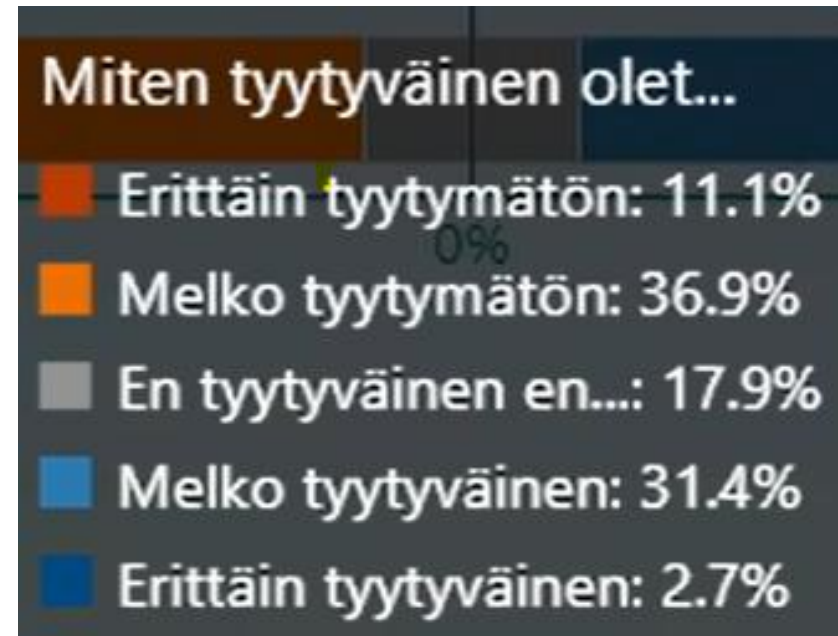 Miten tyytyväinen olet...
Erittäin tyytymätön: 11.1%
0%
Melko tyytymätön: 36.9%
En tyytyväinen en...: 17.9%
Melko tyytyväinen: 31.4%
Erittäin tyytyväinen: 2.7%